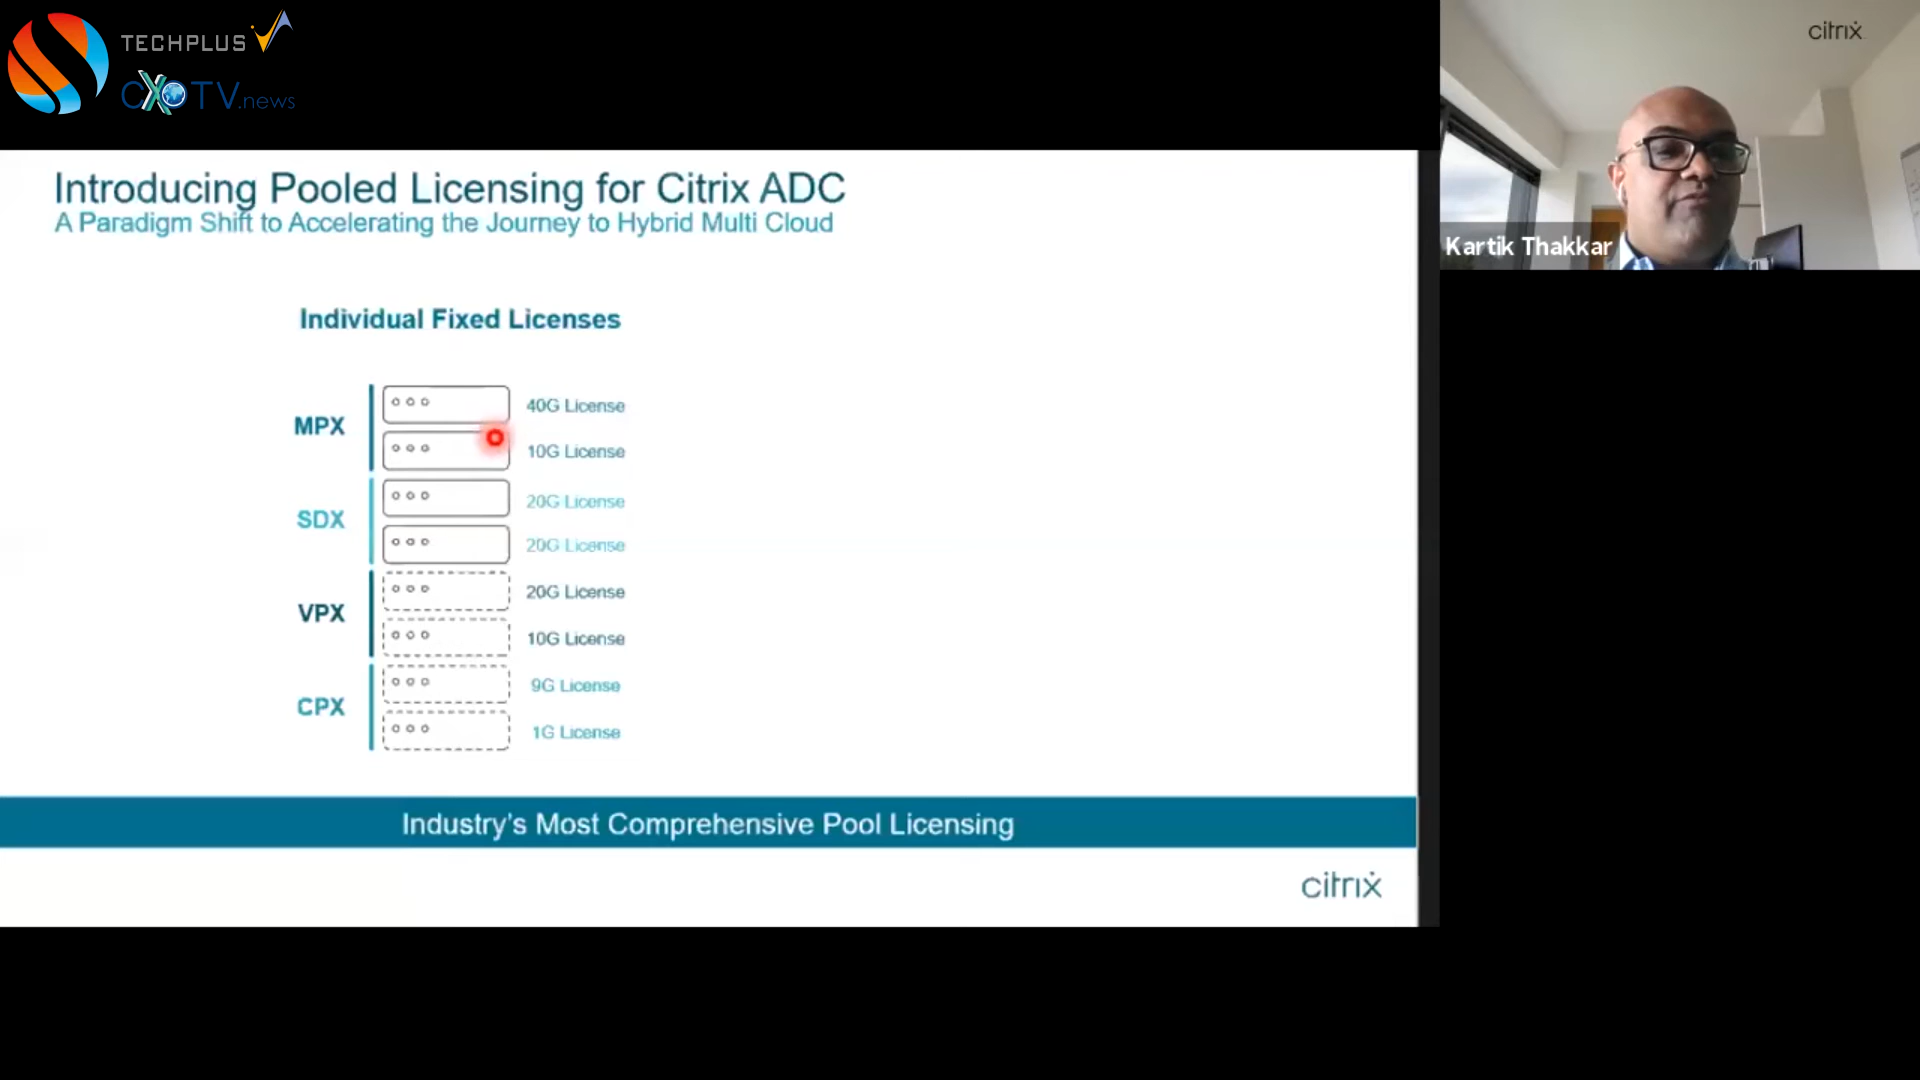 TECHPLUS
CXOTV.news
citrix
Kartik Thakkar
Introducing Pooled Licensing for Citrix ADC
A Paradigm Shift to Accelerating the Journey to Hybrid Multi Cloud
Individual Fixed Licenses
MPX
40G License
10G License
SDX
20G License
20G License
VPX
20G License
10G License
CPX
9G License
1G License
Industry's Most Comprehensive Pool Licensing
citrix